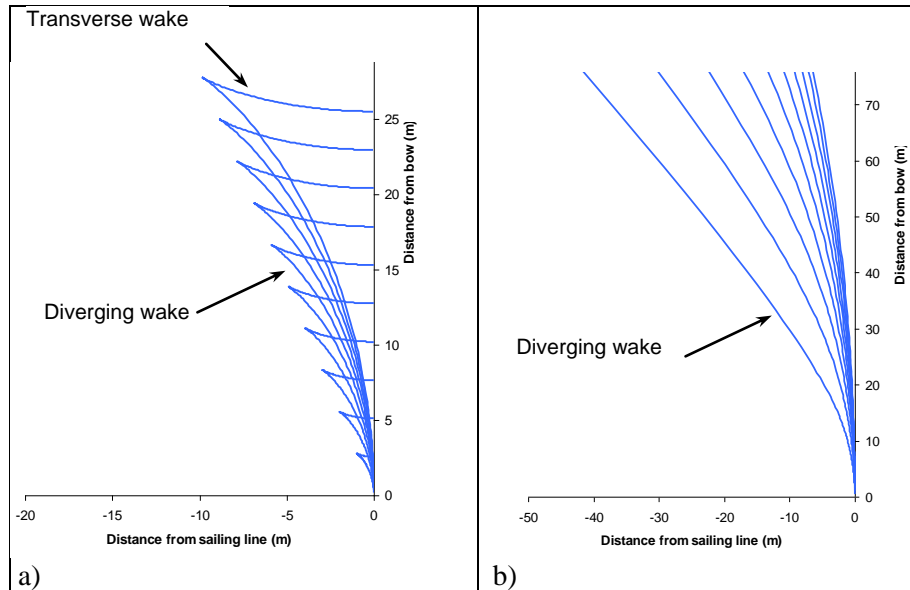 Transverse wake
25
20
15
10
5
0
Distance from bow (m)
Diverging wake
-20 -15 -10 -5 0
Distance from sailing line (m)
a)
70
60
50
40
30
20
10
0
Distance from bow (m)
Diverging wake
-50 -40 -30 -20 -10 0
Distance from sailing line (m)
b)